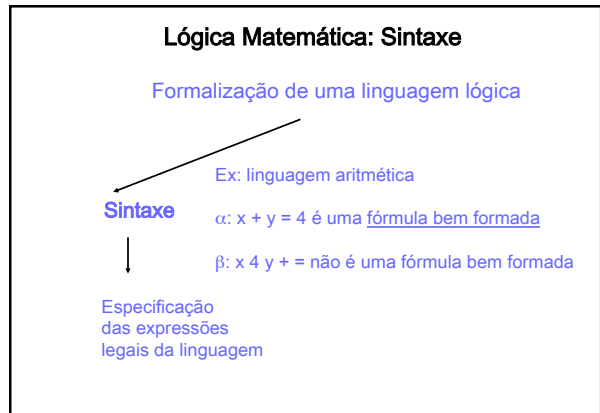 Lógica Matemática: Sintaxe
Formalização de uma linguagem lógica
Ex: linguagem aritmética
Sintaxe
α: x + y = 4 é uma fórmula bem formada
β: x 4 y + = não é uma fórmula bem formada
Especificação
das expressões
legais da linguagem